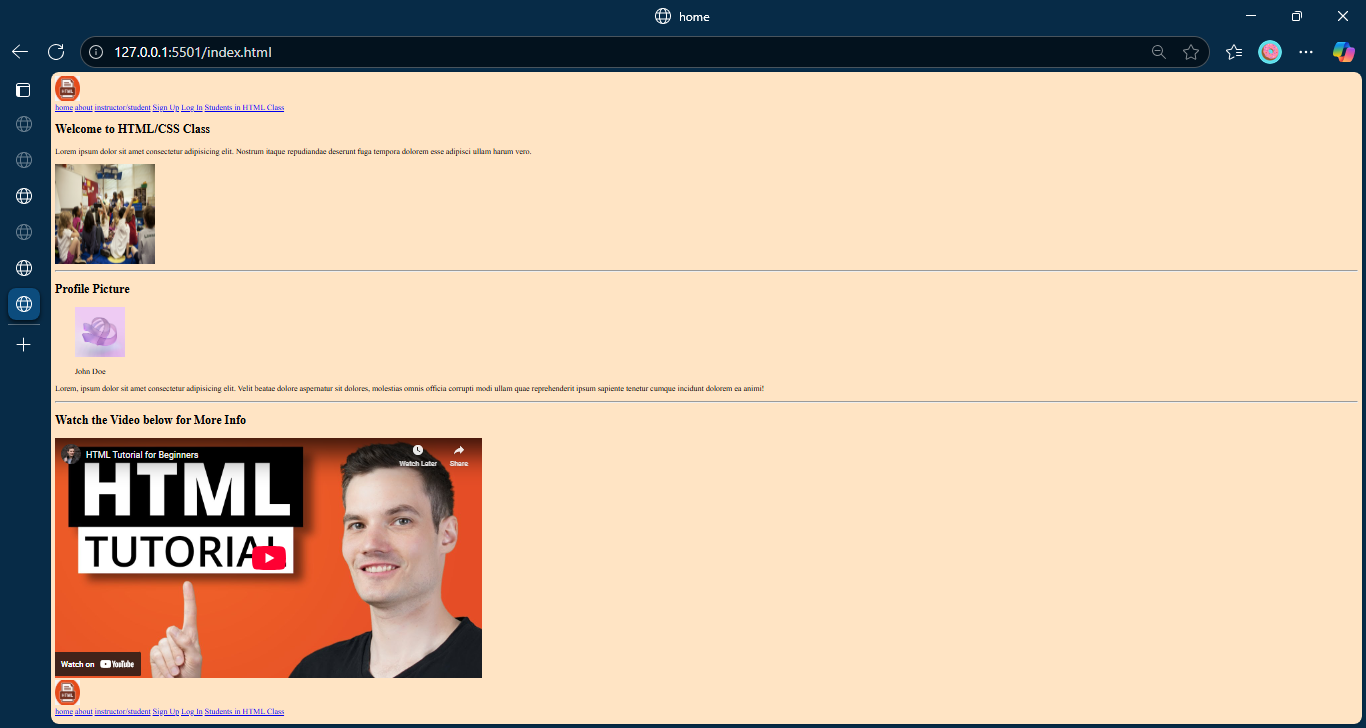 home
127.0.0.1:5501/index.html
HTML
home about instructor/student Sign Up Log In Students in HTML Class
Welcome to HTML/CSS Class
Lorem ipsum dolor sit amet consectetur adipisicing elit. Nostrum itaque repudiandae deserunt fuga tempora dolorem esse adipisci ullam harum vero.
Profile Picture
John Doe
Lorem, ipsum dolor sit amet consectetur adipisicing elit. Velit beatae dolore aspernatur sit dolores, molestias omnis officia corrupti modi ullam quae reprehenderit ipsum sapiente tenetur cumque incidunt dolorem ea animi!
Watch the Video below for More Info
HTML Tutorial for Beginners
Watch Later
Share
HTML
TUTORIAL
Watch on YouTube
HTML
home about instructor/student Sign Up Log In Students in HTML Class